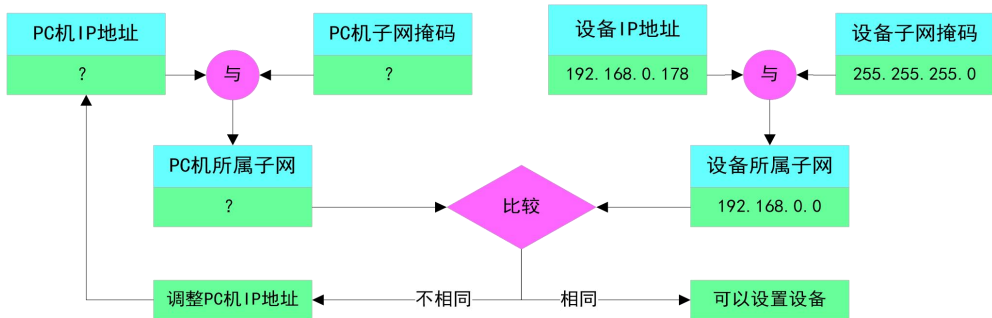 PC机IP地址
?
与
PC机子网掩码
?
设备IP地址
192.168.0.178
与
设备子网掩码
255.255.255.0
PC机所属子网
?
比较
设备所属子网
192.168.0.0
调整PC机IP地址
不相同
相同
可以设置设备